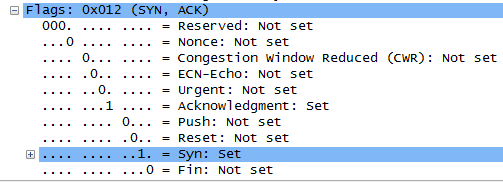 Flags: 0x012 (SYN, ACK)
000. .... .... = Reserved: Not set
...0 .... .... = Nonce: Not set
.... 0... .... = Congestion Window Reduced (CWR): Not set
.... .0.. .... = ECN-Echo: Not set
.... ..0. .... = Urgent: Not set
.... ...1 .... = Acknowledgment: Set
.... .... 0... = Push: Not set
.... .... .0.. = Reset: Not set
.... .... ..1. = Syn: Set
.... .... ...0 = Fin: Not set